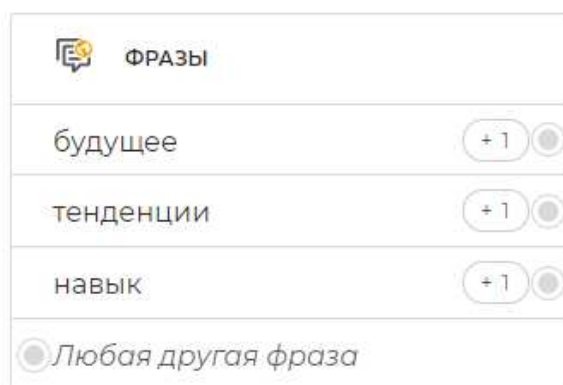 ФРАЗЫ
будущее + 1
тенденции + 1
навык + 1
Любая другая фраза